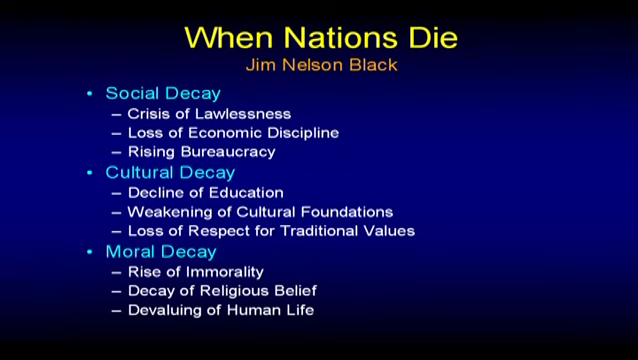 When Nations Die
Jim Nelson Black
• Social Decay
– Crisis of Lawlessness
– Loss of Economic Discipline
– Rising Bureaucracy
• Cultural Decay
– Decline of Education
– Weakening of Cultural Foundations
– Loss of Respect for Traditional Values
• Moral Decay
– Rise of Immorality
– Decay of Religious Belief
– Devaluing of Human Life